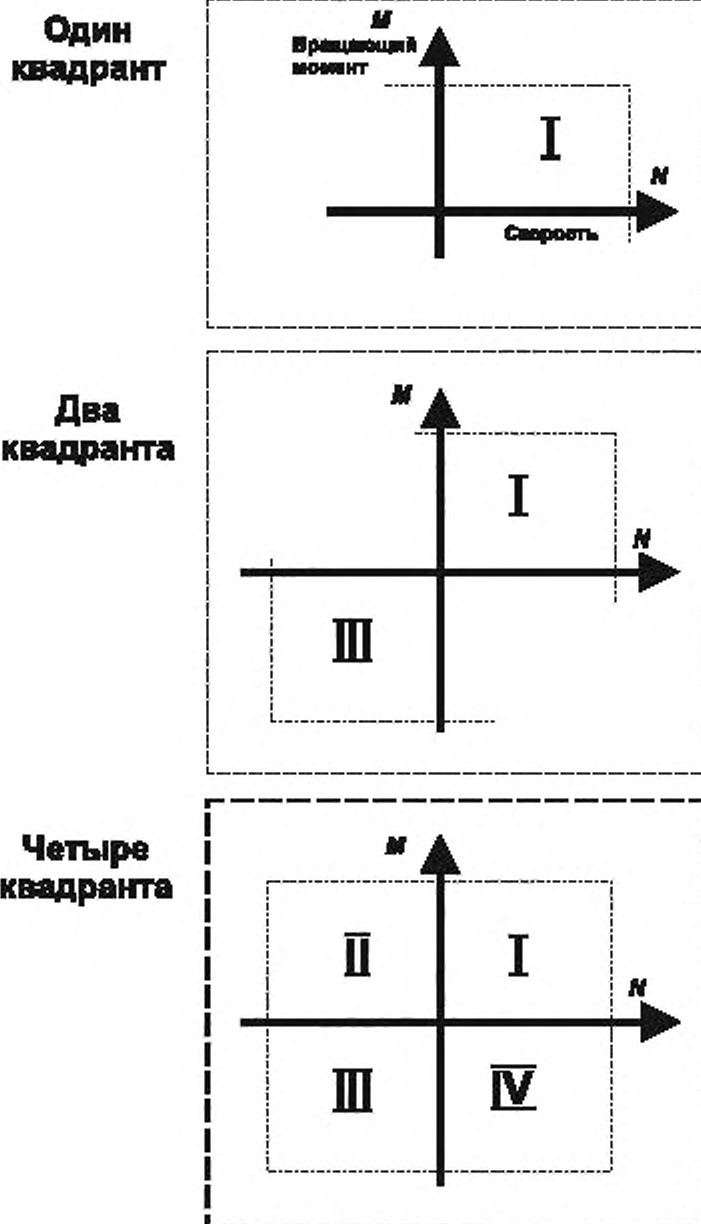 Один
квадрант
M
Вращающий
момент
I
N
Скорость
Два
квадранта
M
I
N
III
Четыре
квадранта
M
II
I
N
III
IV